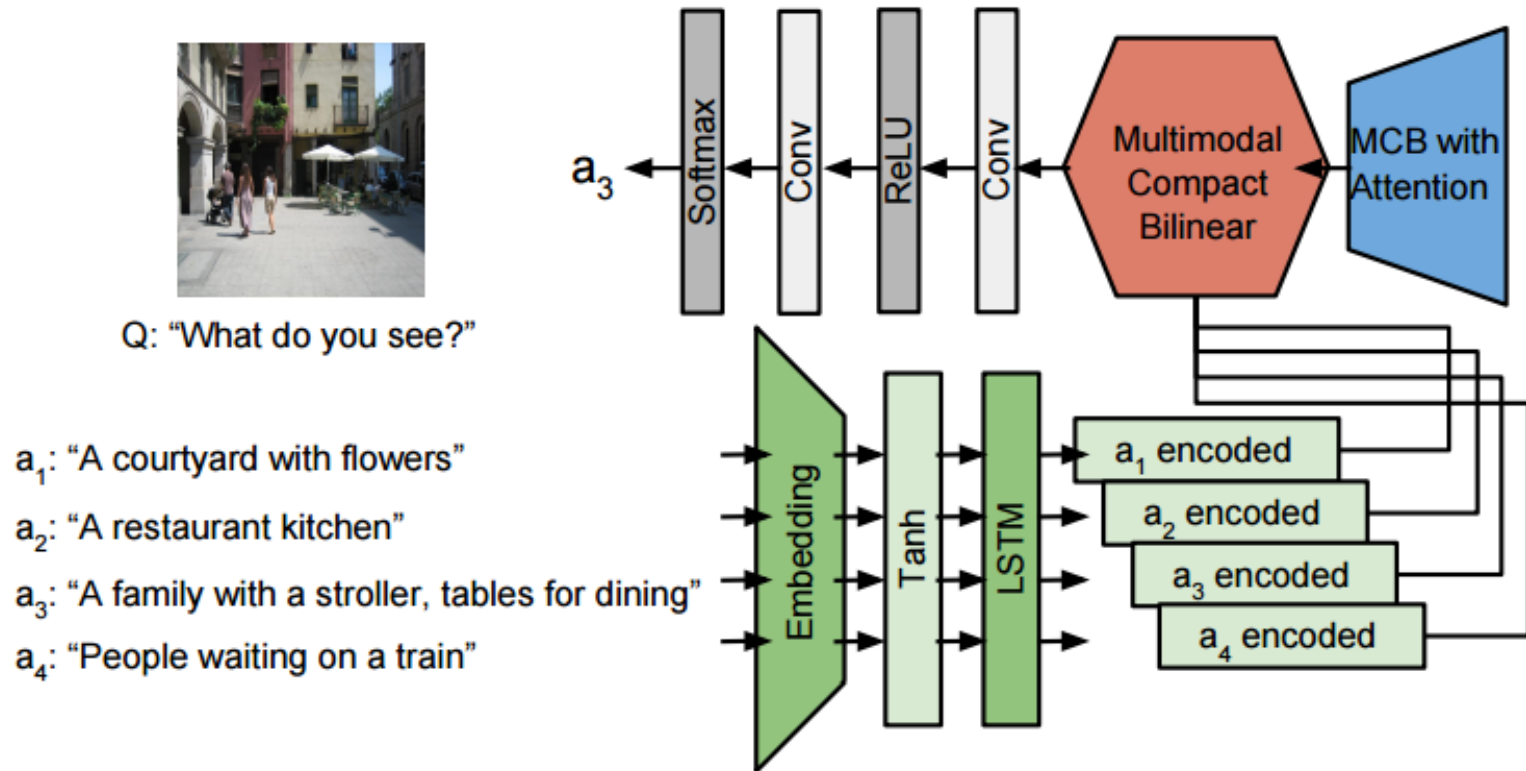 Q: “What do you see?”
a₁: “A courtyard with flowers”
a₂: “A restaurant kitchen”
a₃: “A family with a stroller, tables for dining”
a₄: “People waiting on a train”
a₃
Softmax
Conv
ReLU
Conv
Multimodal
Compact
Bilinear
MCB with
Attention
Embedding
Tanh
LSTM
a₁ encoded
a₂ encoded
a₃ encoded
a₄ encoded